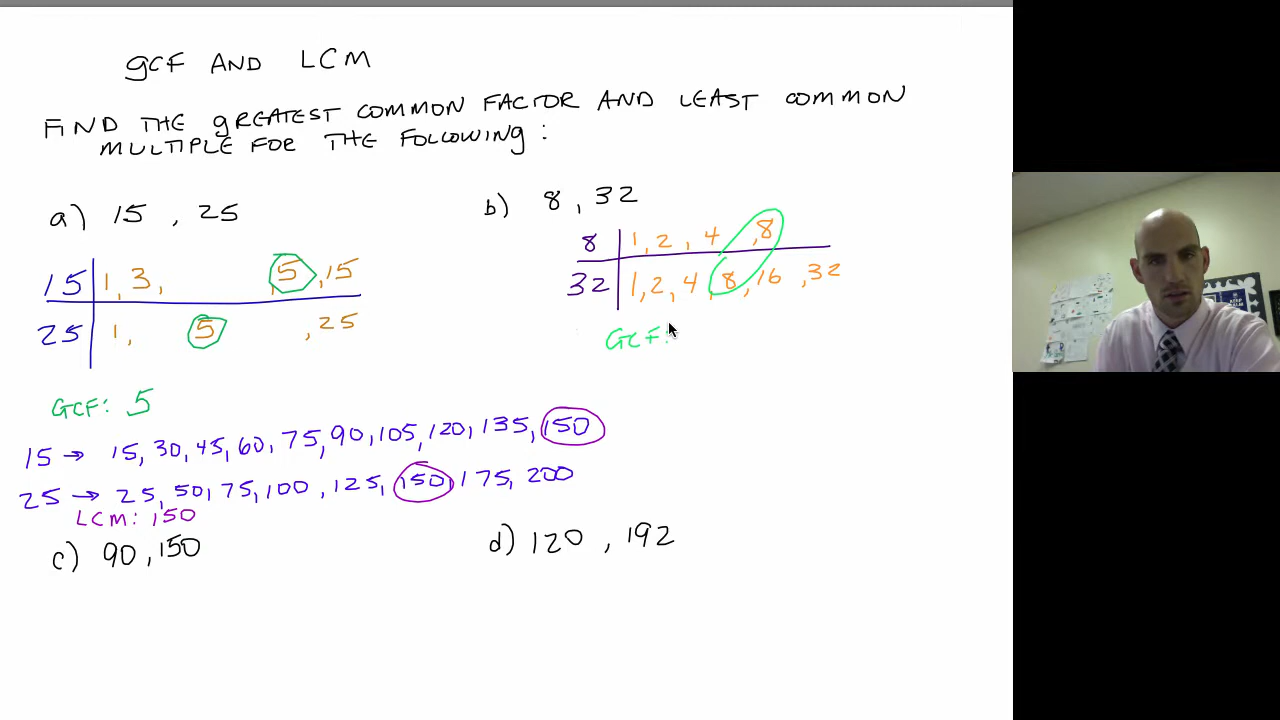 GCF AND LCM
FIND THE GREATEST COMMON FACTOR AND LEAST COMMON
MULTIPLE FOR THE FOLLOWING:
a) 15, 25
15 | 1, 3, 5, 15
25 | 1, 5, 25
GCF: 5
15 → 15, 30, 45, 60, 75, 90, 105, 120, 135, 150
25 → 25, 50, 75, 100, 125, 150, 175, 200
LCM: 150
b) 8, 32
8 | 1, 2, 4, 8
32 | 1, 2, 4, 8, 16, 32
GCF:
c) 90, 150
d) 120, 192